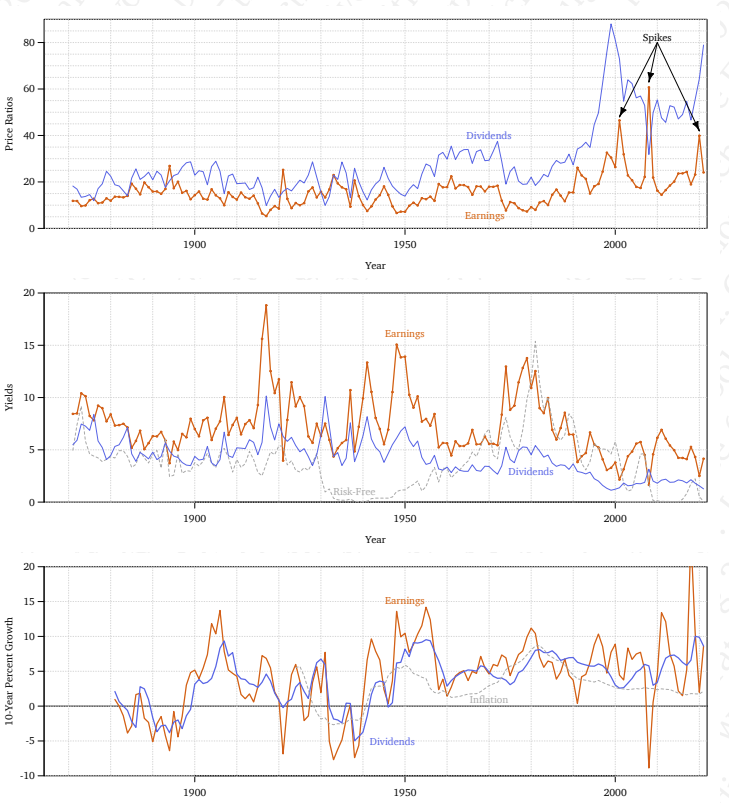 Price Ratios
80
60
40
20
0
Spikes
Dividends
Earnings
1900
1950
2000
Year
Yields
20
15
10
5
0
Earnings
Dividends
Risk-Free
1900
1950
2000
Year
10-Year Percent Growth
20
15
10
5
0
-5
-10
Earnings
Inflation
Dividends
1900
1950
2000